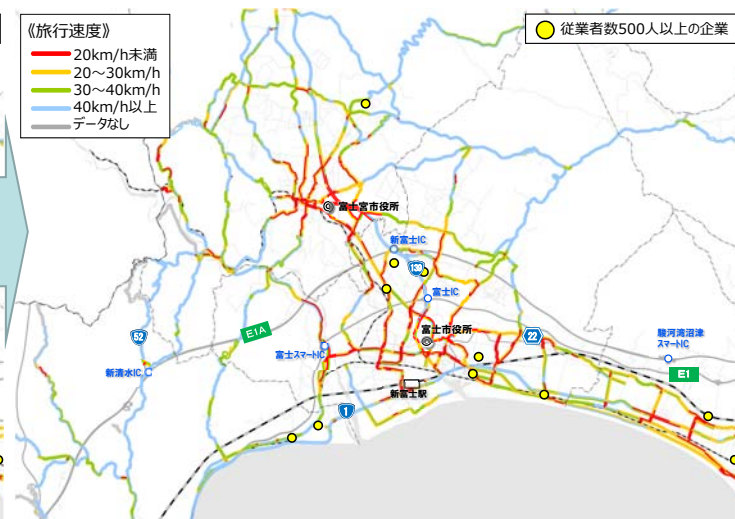 《旅行速度》
20km/h未満
20～30km/h
30～40km/h
40km/h以上
データなし
従業者数500人以上の企業
富士宮市役所
新富士IC
139
富士IC
52
E1A
富士市役所
22
駿河湾沼津
スマートIC
富士スマートIC
新清水IC
E1
新富士駅
1